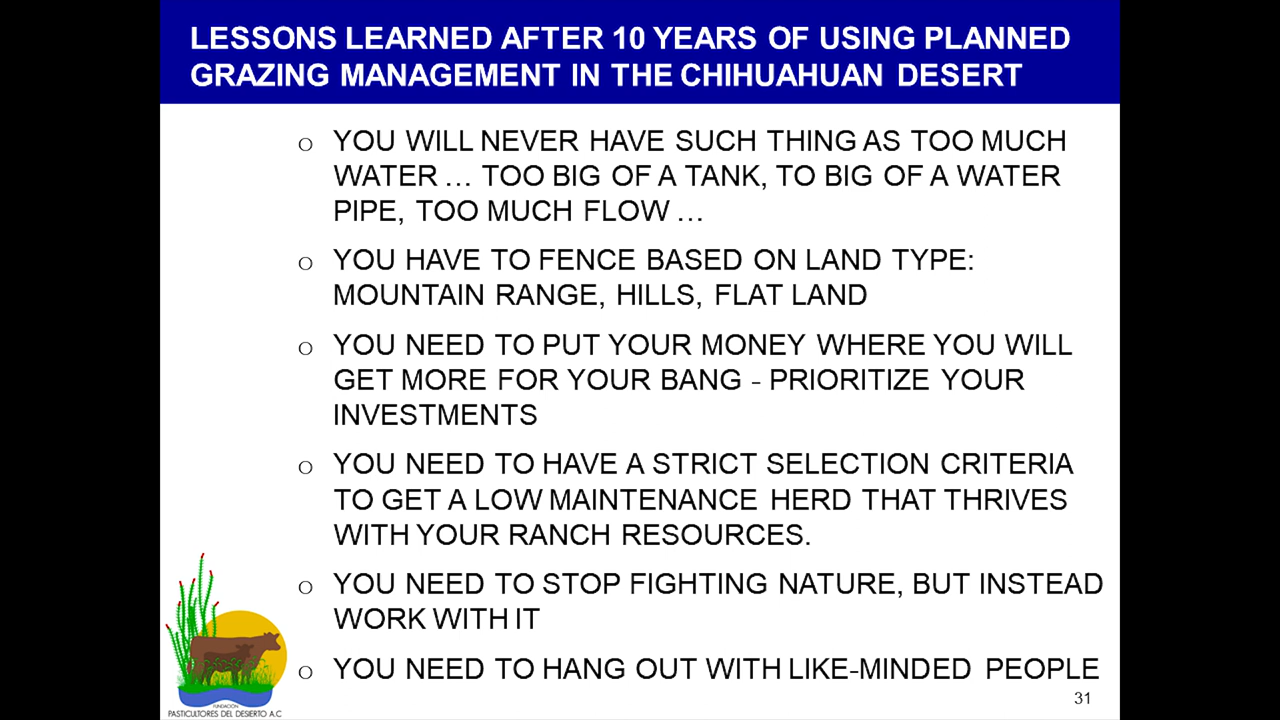 LESSONS LEARNED AFTER 10 YEARS OF USING PLANNED
GRAZING MANAGEMENT IN THE CHIHUAHUAN DESERT
o YOU WILL NEVER HAVE SUCH THING AS TOO MUCH
WATER … TOO BIG OF A TANK, TO BIG OF A WATER
PIPE, TOO MUCH FLOW …
o YOU HAVE TO FENCE BASED ON LAND TYPE:
MOUNTAIN RANGE, HILLS, FLAT LAND
o YOU NEED TO PUT YOUR MONEY WHERE YOU WILL
GET MORE FOR YOUR BANG - PRIORITIZE YOUR
INVESTMENTS
o YOU NEED TO HAVE A STRICT SELECTION CRITERIA
TO GET A LOW MAINTENANCE HERD THAT THRIVES
WITH YOUR RANCH RESOURCES.
o YOU NEED TO STOP FIGHTING NATURE, BUT INSTEAD
WORK WITH IT
o YOU NEED TO HANG OUT WITH LIKE-MINDED PEOPLE
31
FUNDACIÓN
PASTICULTORES DEL DESIERTO A.C